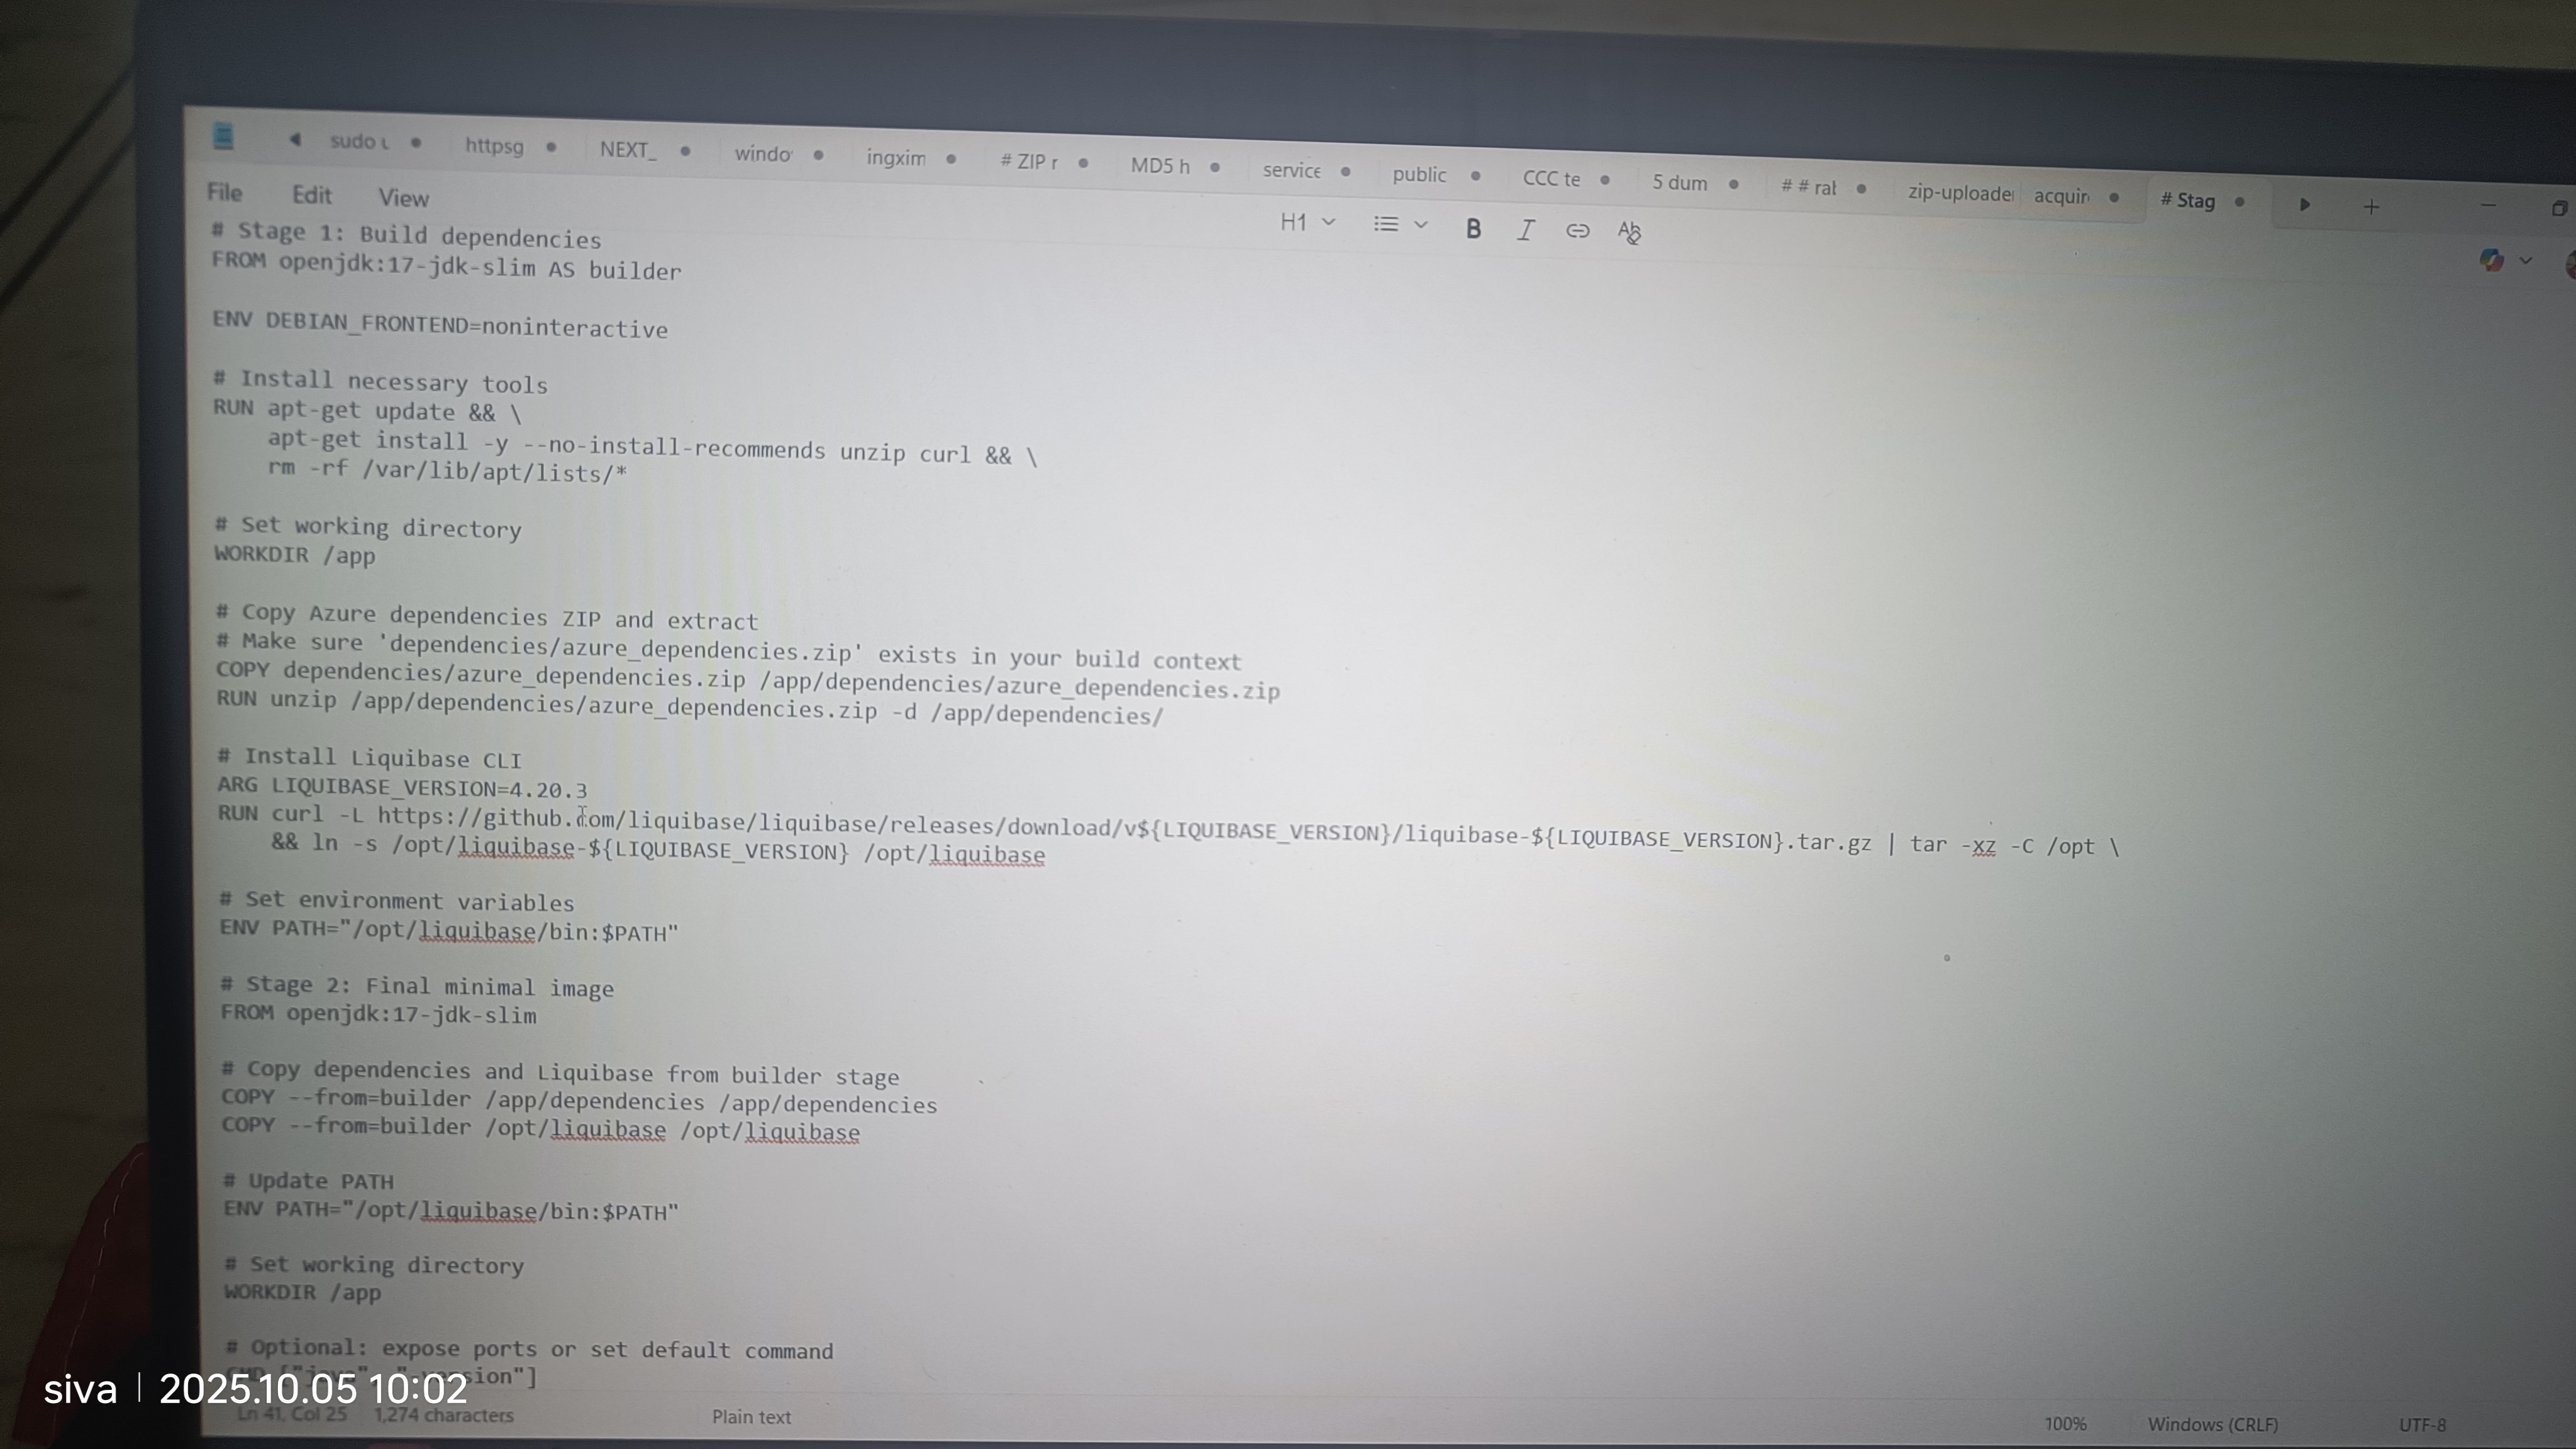 sudo u
httpsg
NEXT_
windo
ingxim
# ZIP r
MD5 h
service
public
CCC te
5 dum
# # ral
zip-uploader
acquin
# Stag
File Edit View
H1
# Stage 1: Build dependencies
FROM openjdk:17-jdk-slim AS builder
ENV DEBIAN_FRONTEND=noninteractive
# Install necessary tools
RUN apt-get update && \
    apt-get install -y --no-install-recommends unzip curl && \
    rm -rf /var/lib/apt/lists/*
# Set working directory
WORKDIR /app
# Copy Azure dependencies ZIP and extract
# Make sure 'dependencies/azure_dependencies.zip' exists in your build context
COPY dependencies/azure_dependencies.zip /app/dependencies/azure_dependencies.zip
RUN unzip /app/dependencies/azure_dependencies.zip -d /app/dependencies/
# Install Liquibase CLI
ARG LIQUIBASE_VERSION=4.20.3
RUN curl -L https://github.com/liquibase/liquibase/releases/download/v${LIQUIBASE_VERSION}/liquibase-${LIQUIBASE_VERSION}.tar.gz | tar -xz -C /opt \
    && ln -s /opt/liquibase-${LIQUIBASE_VERSION} /opt/liquibase
# Set environment variables
ENV PATH="/opt/liquibase/bin:$PATH"
# Stage 2: Final minimal image
FROM openjdk:17-jdk-slim
# Copy dependencies and Liquibase from builder stage
COPY --from=builder /app/dependencies /app/dependencies
COPY --from=builder /opt/liquibase /opt/liquibase
# Update PATH
ENV PATH="/opt/liquibase/bin:$PATH"
# Set working directory
WORKDIR /app
# Optional: expose ports or set default command
CMD ["java", "-version"]
siva | 2025.10.05 10:02
Ln 41, Col 25 1,274 characters Plain text 100% Windows (CRLF) UTF-8